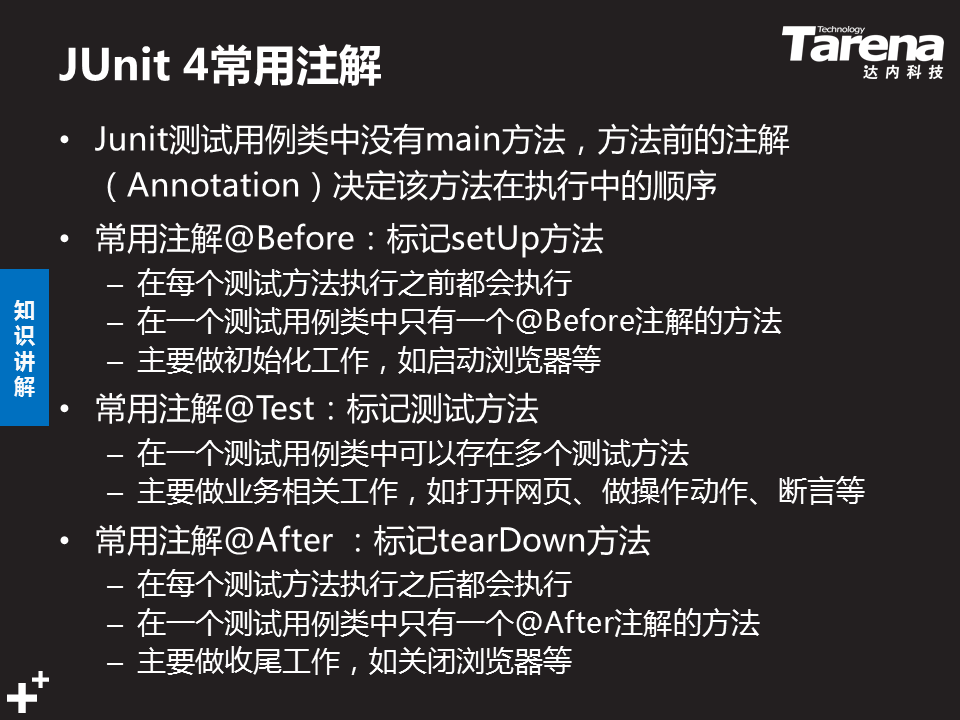 JUnit 4常用注解
Technology
Tarena
达内科技
• Junit测试用例类中没有main方法，方法前的注解
（Annotation）决定该方法在执行中的顺序
• 常用注解@Before：标记setUp方法
– 在每个测试方法执行之前都会执行
– 在一个测试用例类中只有一个@Before注解的方法
– 主要做初始化工作，如启动浏览器等
• 常用注解@Test：标记测试方法
– 在一个测试用例类中可以存在多个测试方法
– 主要做业务相关工作，如打开网页、做操作动作、断言等
• 常用注解@After ：标记tearDown方法
– 在每个测试方法执行之后都会执行
– 在一个测试用例类中只有一个@After注解的方法
– 主要做收尾工作，如关闭浏览器等
知
识
讲
解